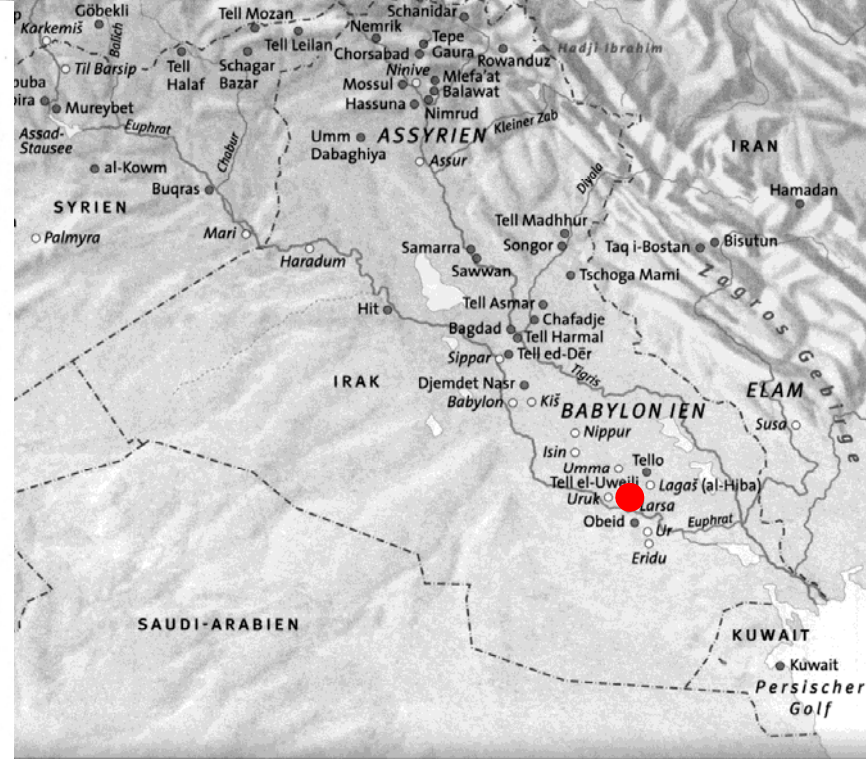 Göbekli
Karkemiš
Balich
Til Barsip
Mureybet
Assad-
Stausee
Euphrat
al-Kowm
Tell Mozan
Tell Leilan
Tell
Halaf
Schagar
Bazar
Chabur
Buqras
SYRIEN
Palmyra
Mari
Haradum
Schanidar
Nemrik
Tepe
Gaura
Chorsabad
Ninive
Mossul
Mlefa'at
Balawat
Hassuna
Nimrud
Rowanduz
Hadji Ibrahim
Umm
Dabaghiya
ASSYRIEN
Kleiner Zab
Assur
IRAN
Diyala
Hamadan
Tell Madhhur
Songor
Taq i-Bostan
Bisutun
Samarra
Sawwan
Tschoga Mami
Zagros Gebirge
Hit
Tell Asmar
Chafadje
Bagdad
Tell Harmal
Sippar
Tell ed-Dēr
Tigris
IRAK
Djemdet Nasr
Babylon
Kiš
BABYLON IEN
ELAM
Susa
Nippur
Isin
Umma
Tello
Tell el-Uweili
Lagaš (al-Hiba)
Uruk
Larsa
Obeid
Ur
Euphrat
Eridu
SAUDI-ARABIEN
KUWAIT
Kuwait
Persischer
Golf